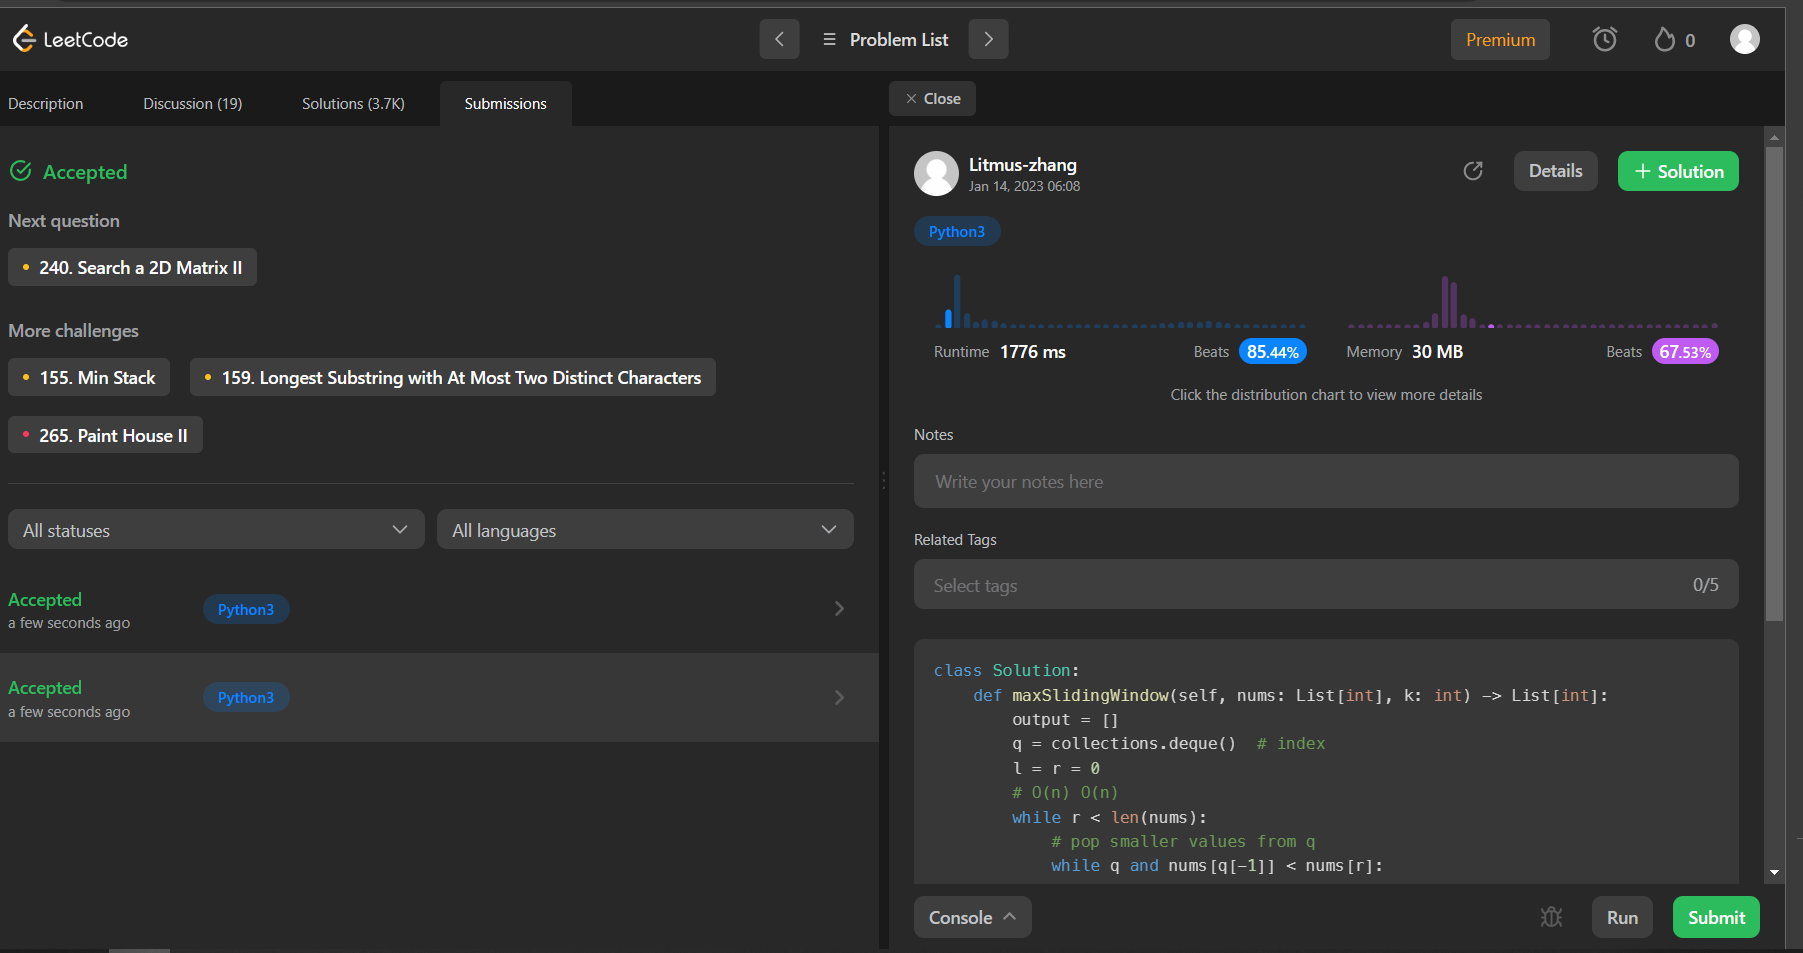 LeetCode
Problem List
Premium
0
Description
Discussion (19)
Solutions (3.7K)
Submissions
Accepted
Next question
240. Search a 2D Matrix II
More challenges
155. Min Stack
159. Longest Substring with At Most Two Distinct Characters
265. Paint House II
All statuses
All languages
Accepted
a few seconds ago
Python3
Accepted
a few seconds ago
Python3
Close
Litmus-zhang
Jan 14, 2023 06:08
Details
+ Solution
Python3
Runtime 1776 ms
Beats 85.44%
Memory 30 MB
Beats 67.53%
Click the distribution chart to view more details
Notes
Write your notes here
Related Tags
Select tags
0/5
class Solution:
    def maxSlidingWindow(self, nums: List[int], k: int) -> List[int]:
        output = []
        q = collections.deque()  # index
        l = r = 0
        # O(n) O(n)
        while r < len(nums):
            # pop smaller values from q
            while q and nums[q[-1]] < nums[r]:
Console
Run
Submit